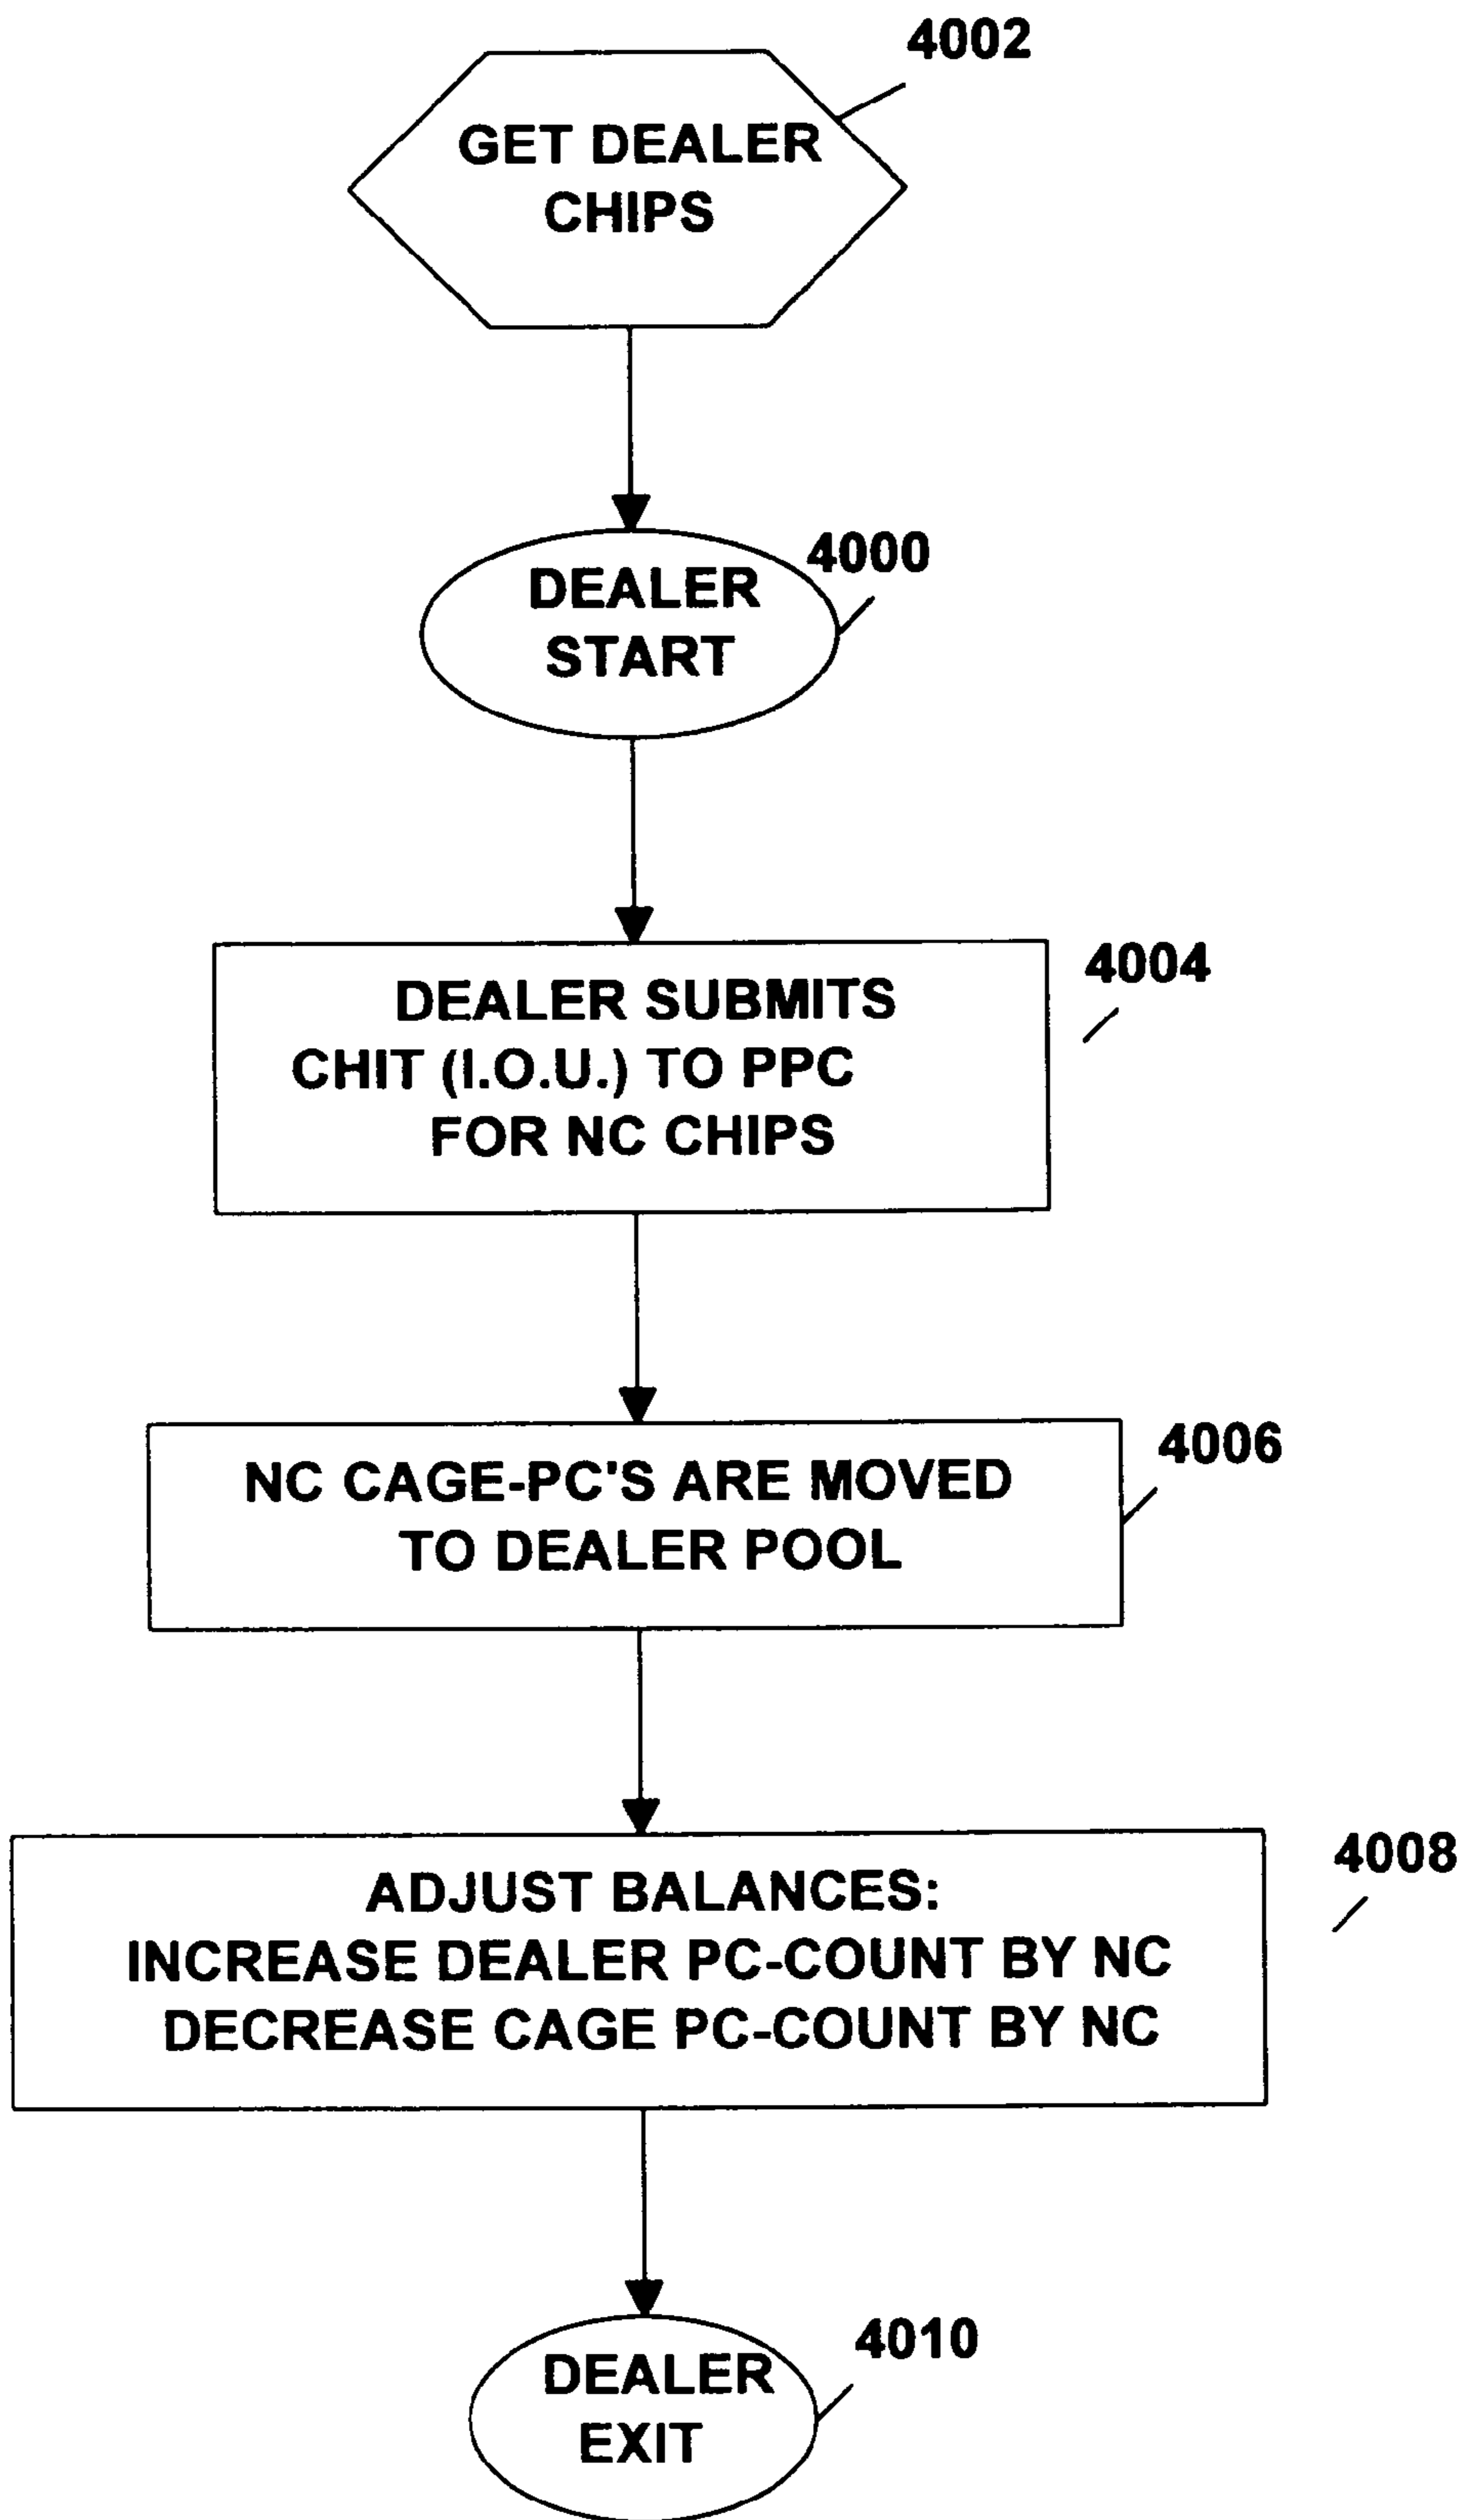 4002
GET DEALER
CHIPS
4000
DEALER
START
4004
DEALER SUBMITS
CHIT (I.O.U.) TO PPC
FOR NC CHIPS
4006
NC CAGE-PC'S ARE MOVED
TO DEALER POOL
4008
ADJUST BALANCES:
INCREASE DEALER PC-COUNT BY NC
DECREASE CAGE PC-COUNT BY NC
4010
DEALER
EXIT